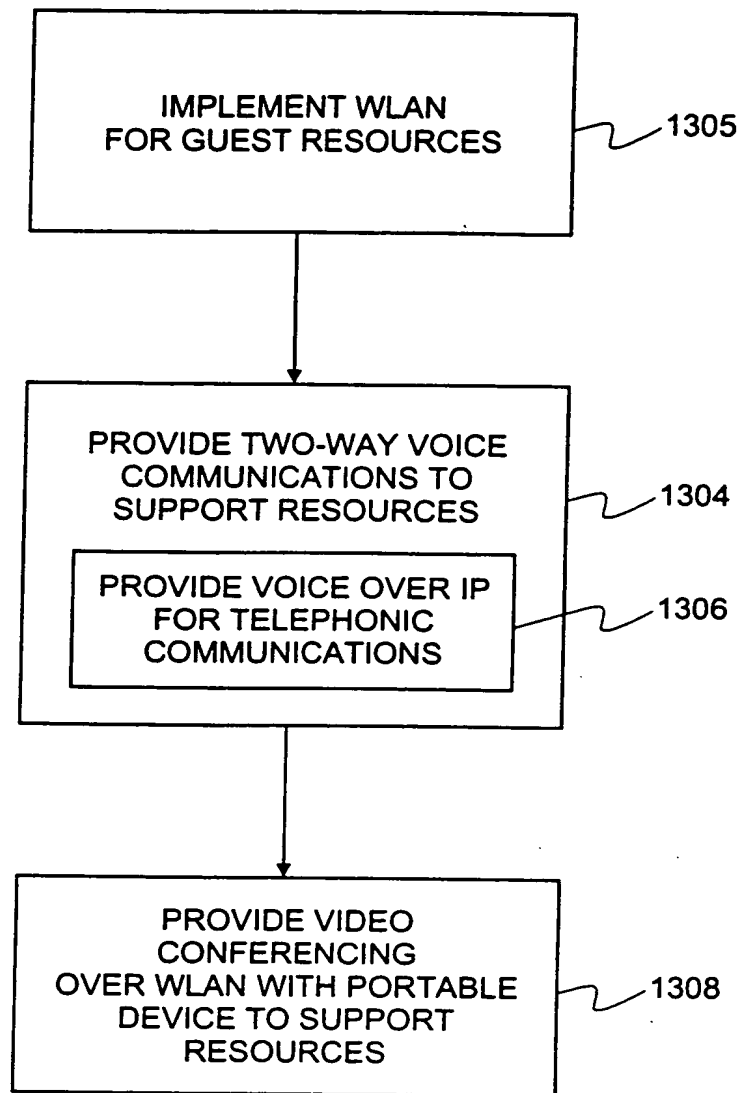 IMPLEMENT WLAN
FOR GUEST RESOURCES
1305
PROVIDE TWO-WAY VOICE
COMMUNICATIONS TO
SUPPORT RESOURCES
1304
PROVIDE VOICE OVER IP
FOR TELEPHONIC
COMMUNICATIONS
1306
PROVIDE VIDEO
CONFERENCING
OVER WLAN WITH PORTABLE
DEVICE TO SUPPORT
RESOURCES
1308